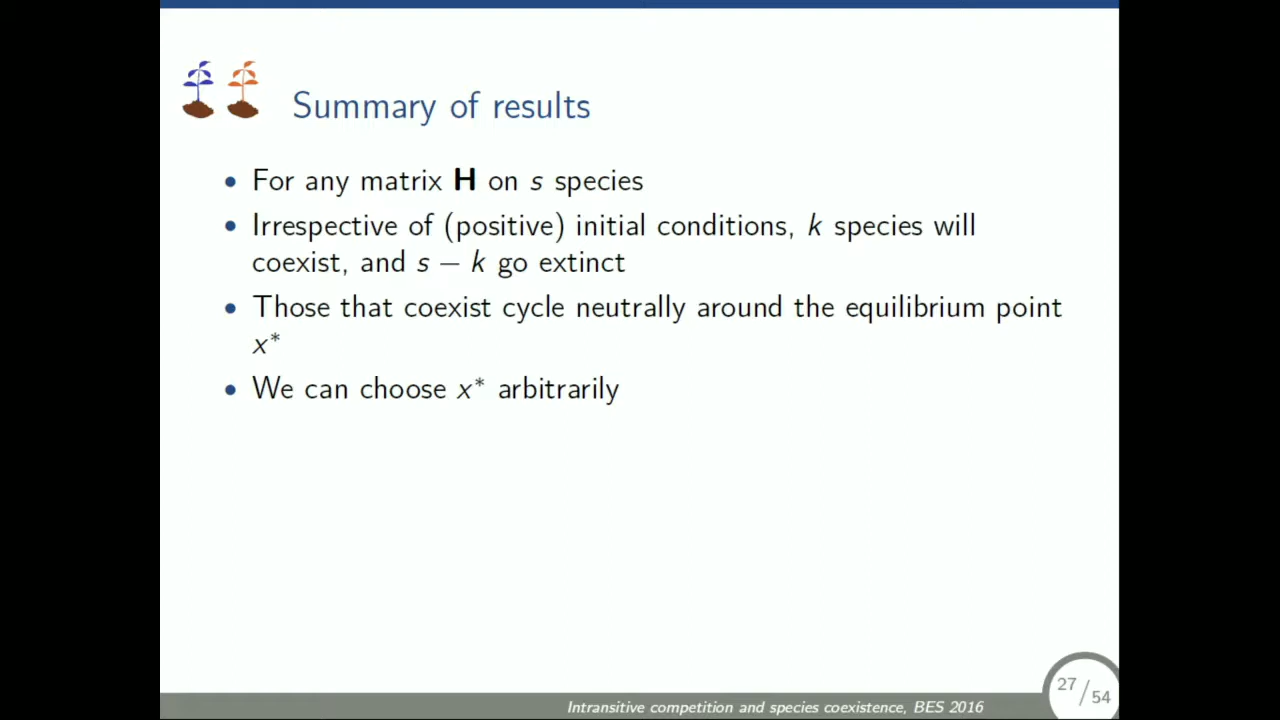 Summary of results
• For any matrix H on s species
• Irrespective of (positive) initial conditions, k species will
coexist, and s − k go extinct
• Those that coexist cycle neutrally around the equilibrium point
x*
• We can choose x* arbitrarily
27/54
Intransitive competition and species coexistence, BES 2016